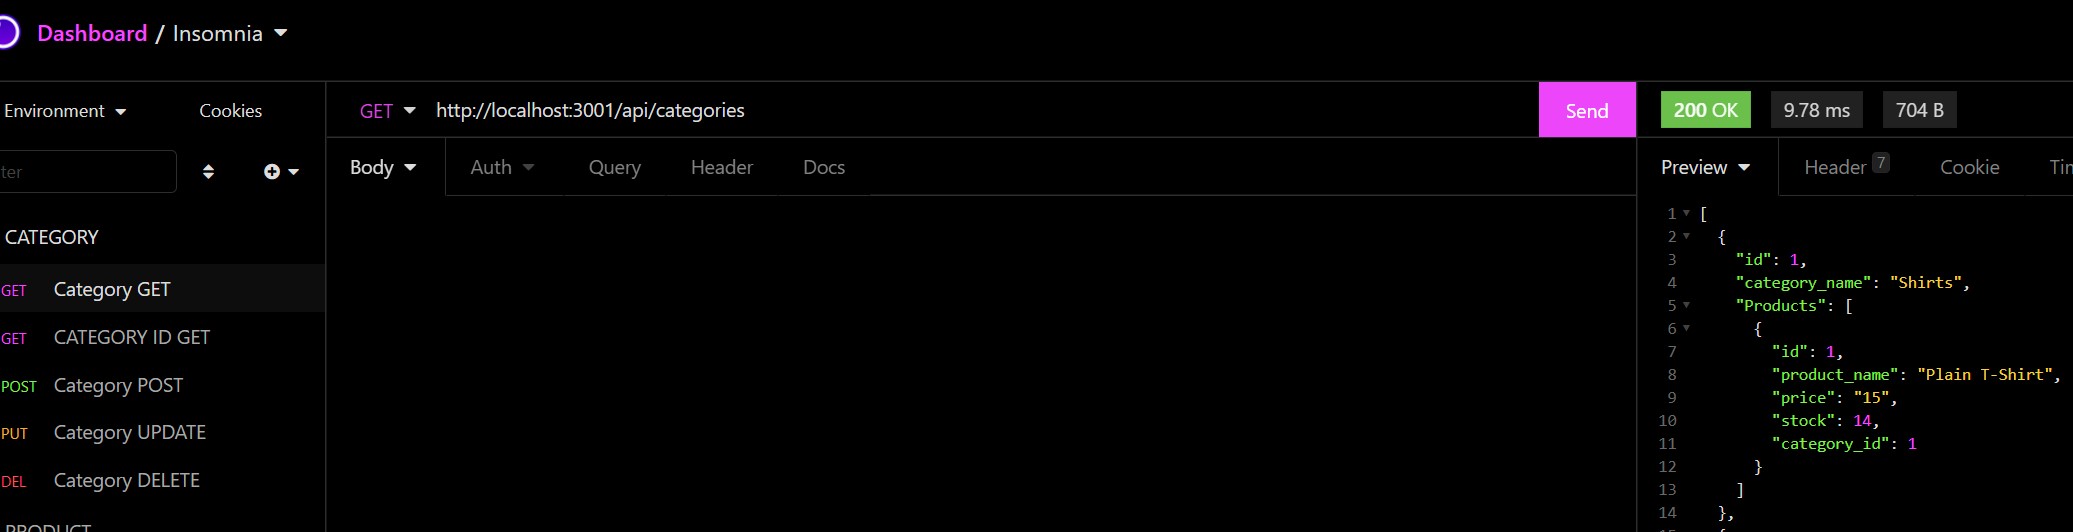 Dashboard / Insomnia
Environment
Cookies
GET
http://localhost:3001/api/categories
Send
200 OK
9.78 ms
704 B
ter
Body
Auth
Query
Header
Docs
Preview
Header 7
Cookie
Tim
CATEGORY
GET Category GET
GET CATEGORY ID GET
POST Category POST
PUT Category UPDATE
DEL Category DELETE
PRODUCT
1 [
2 {
3 "id": 1,
4 "category_name": "Shirts",
5 "Products": [
6 {
7 "id": 1,
8 "product_name": "Plain T-Shirt",
9 "price": "15",
10 "stock": 14,
11 "category_id": 1
12 }
13 ]
14 },
15 {